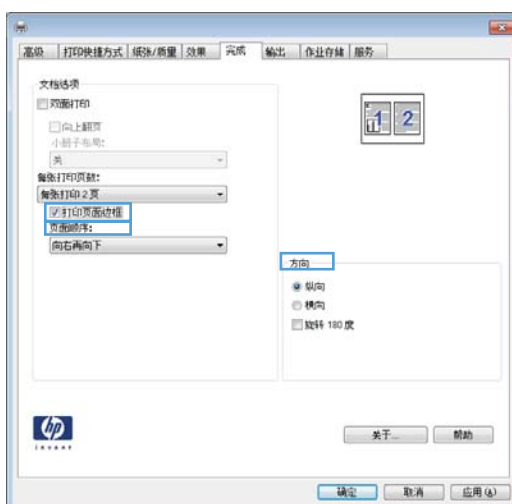 高级 打印快捷方式 纸张/质量 效果 完成 输出 作业存储 服务
文档选项
双面打印
向上翻页
小册子布局:
关
每张打印页数:
每张打印 2 页
打印页面边框
页面顺序:
向右再向下
1 2
方向
纵向
横向
旋转 180 度
hp
invent
关于... 帮助
确定 取消 应用(A)